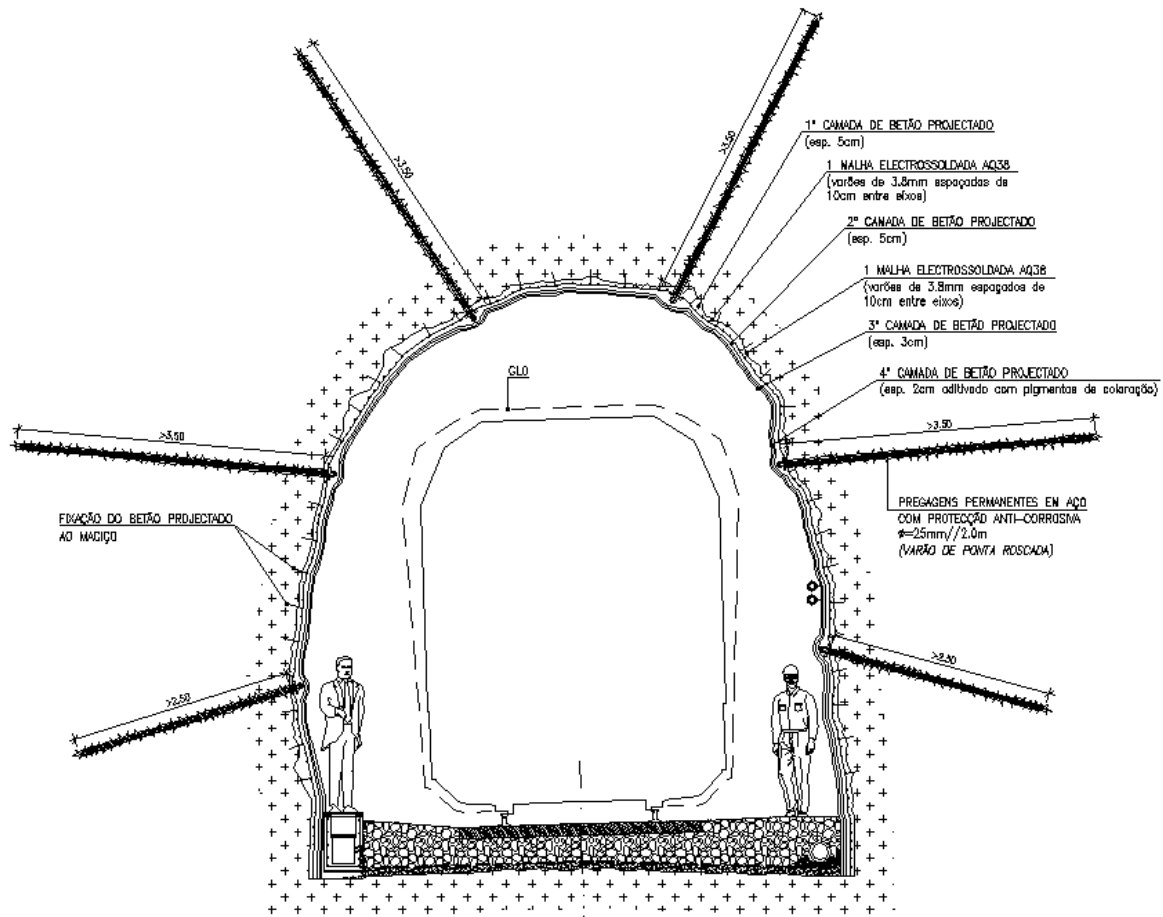 >3.50
>3.50
1ª CAMADA DE BETÃO PROJECTADO
(esp. 5cm)
1 MALHA ELECTROSSOLDADA AQ38
(varões de 3.8mm espaçadas de
10cm entre eixos)
2ª CAMADA DE BETÃO PROJECTADO
(esp. 5cm)
1 MALHA ELECTROSSOLDADA AQ38
(varões de 3.8mm espaçados de
10cm entre eixos)
3ª CAMADA DE BETÃO PROJECTADO
(esp. 3cm)
4ª CAMADA DE BETÃO PROJECTADO
(esp. 2cm aditivado com pigmentos de coloração)
GLO
>3.50
>3.50
FIXAÇÃO DO BETÃO PROJECTADO
AO MACIÇO
PREGAGENS PERMANENTES EM AÇO
COM PROTECÇÃO ANTI-CORROSIVA
ø=25mm//2.0m
(VARÃO DE PONTA ROSCADA)
>2.50
>2.50